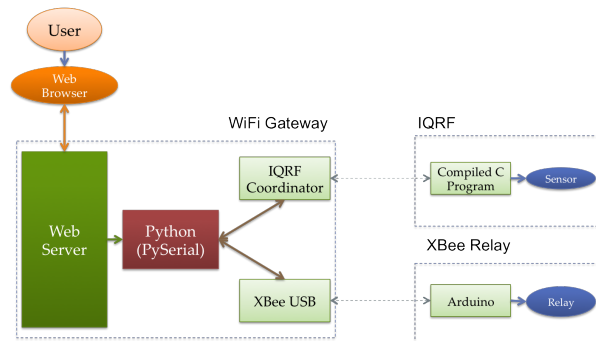 User
Web
Browser
WiFi Gateway
IQRF
IQRF
Coordinator
Compiled C
Program
Sensor
Web
Server
Python
(PySerial)
XBee Relay
XBee USB
Arduino
Relay